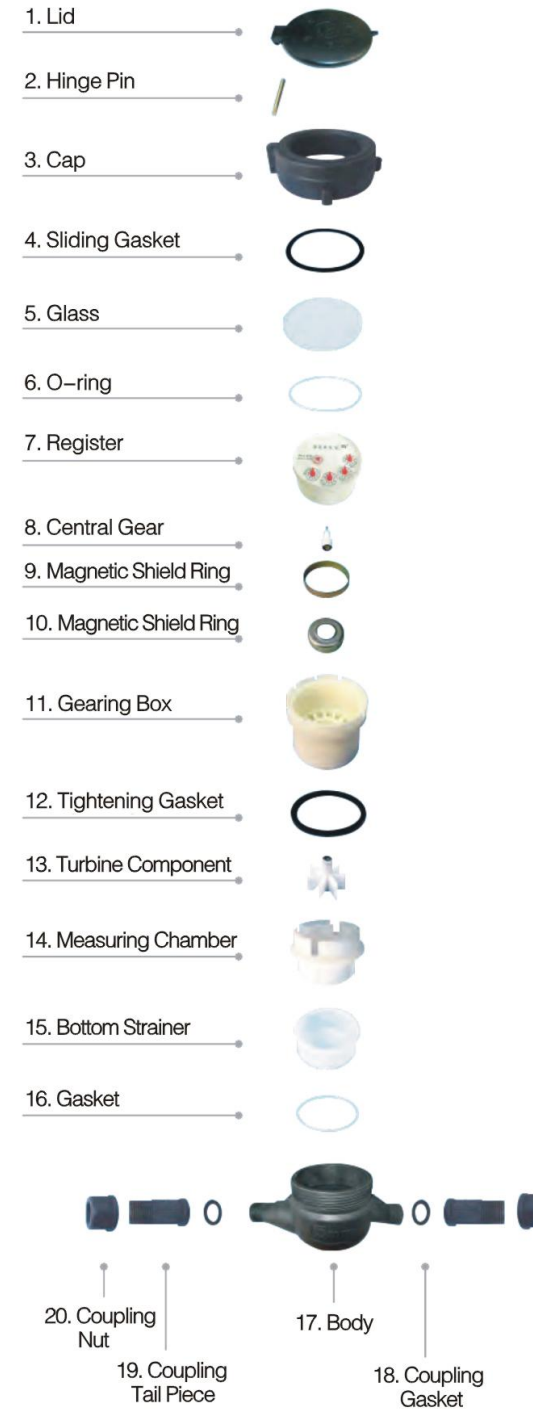 1. Lid
2. Hinge Pin
3. Cap
4. Sliding Gasket
5. Glass
6. O–ring
7. Register
8. Central Gear
9. Magnetic Shield Ring
10. Magnetic Shield Ring
11. Gearing Box
12. Tightening Gasket
13. Turbine Component
14. Measuring Chamber
15. Bottom Strainer
16. Gasket
20. Coupling
Nut
17. Body
19. Coupling
Tail Piece
18. Coupling
Gasket